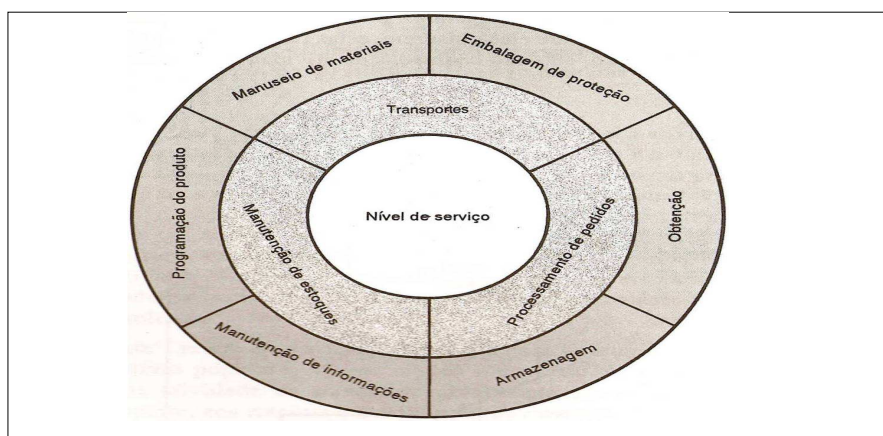 Manuseio de materiais
Embalagem de proteção
Transportes
Programação do produto
Manutenção de estoques
Nível de serviço
Processamento de pedidos
Obtenção
Manutenção de informações
Armazenagem